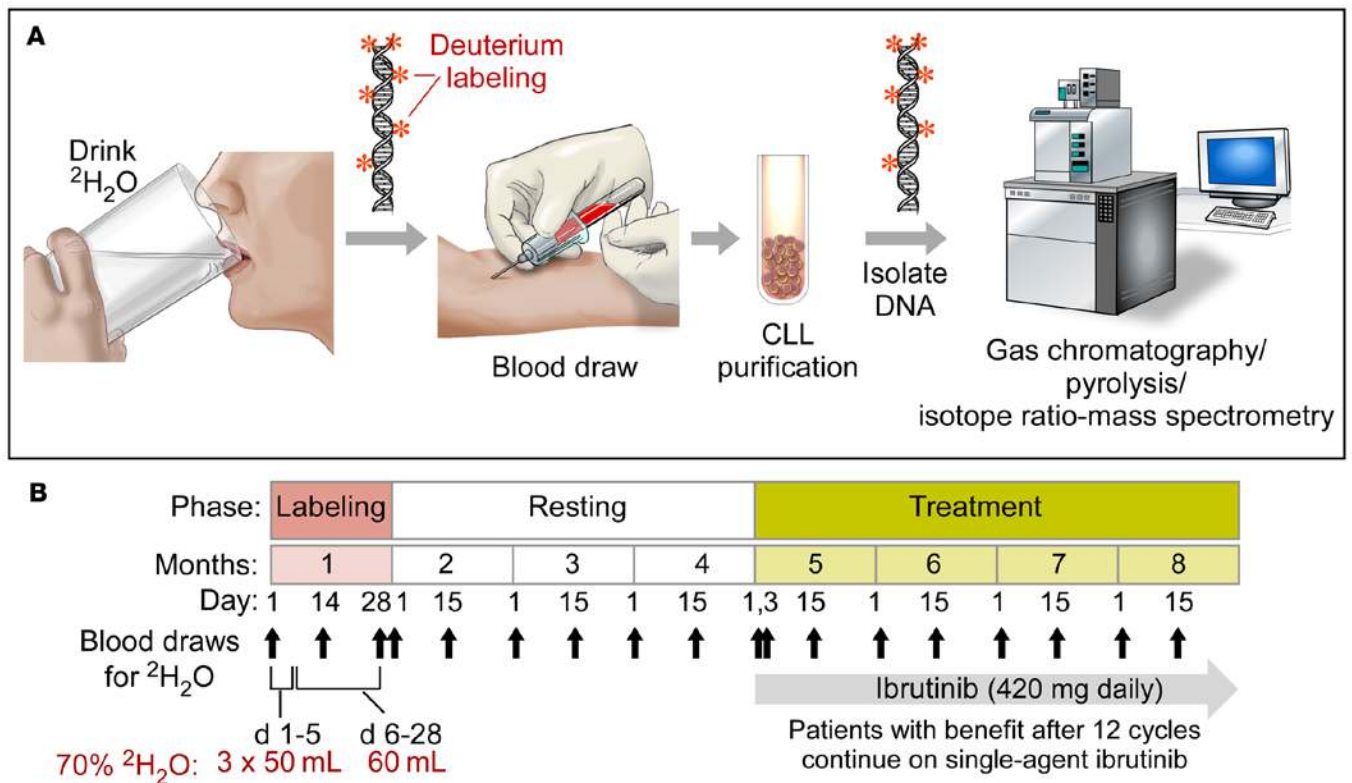 A
Deuterium
labeling
Drink
²H₂O
Blood draw
CLL
purification
Isolate
DNA
Gas chromatography/
pyrolysis/
isotope ratio-mass spectrometry
B
Phase: Labeling Resting Treatment
Months: 1 2 3 4 5 6 7 8
Day: 1 14 28 1 15 1 15 1 15 1,3 15 1 15 1 15 1 15
Blood draws
for ²H₂O
Ibrutinib (420 mg daily)
d 1-5 d 6-28
70% ²H₂O: 3 x 50 mL 60 mL
Patients with benefit after 12 cycles
continue on single-agent ibrutinib